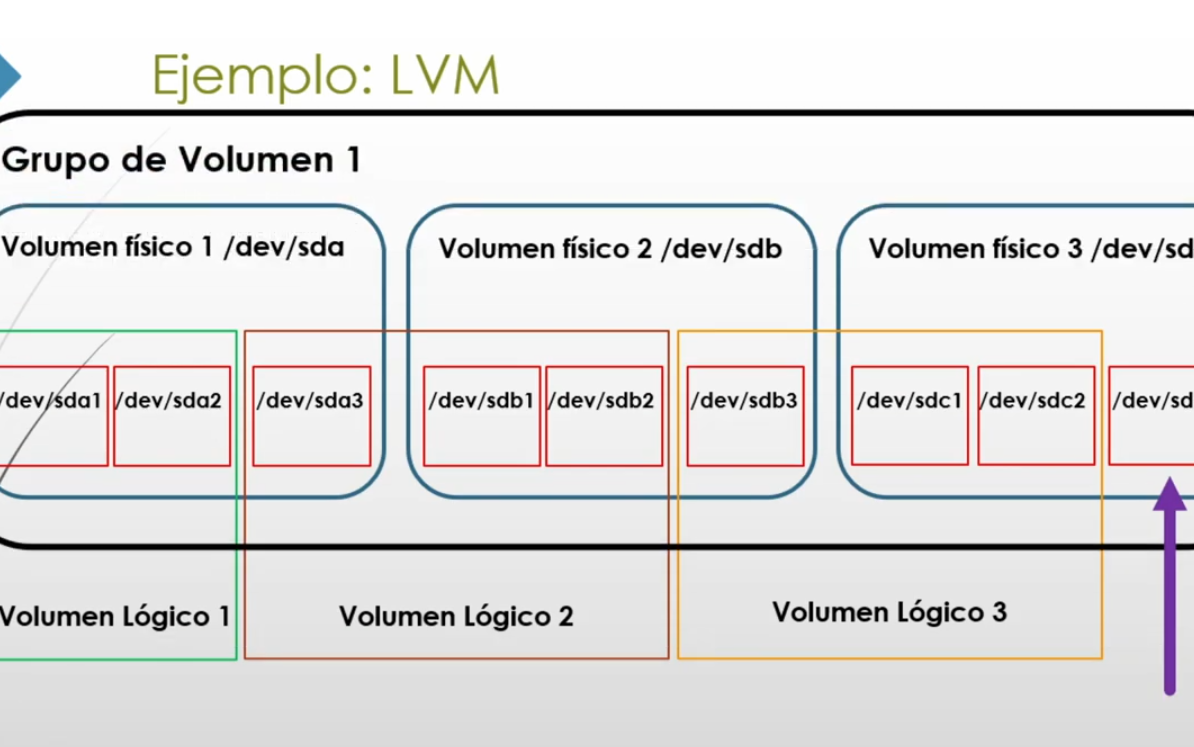 Ejemplo: LVM
Grupo de Volumen 1
Volumen físico 1 /dev/sda
Volumen físico 2 /dev/sdb
Volumen físico 3 /dev/sd
/dev/sda1
/dev/sda2
/dev/sda3
/dev/sdb1
/dev/sdb2
/dev/sdb3
/dev/sdc1
/dev/sdc2
/dev/sd
Volumen Lógico 1
Volumen Lógico 2
Volumen Lógico 3